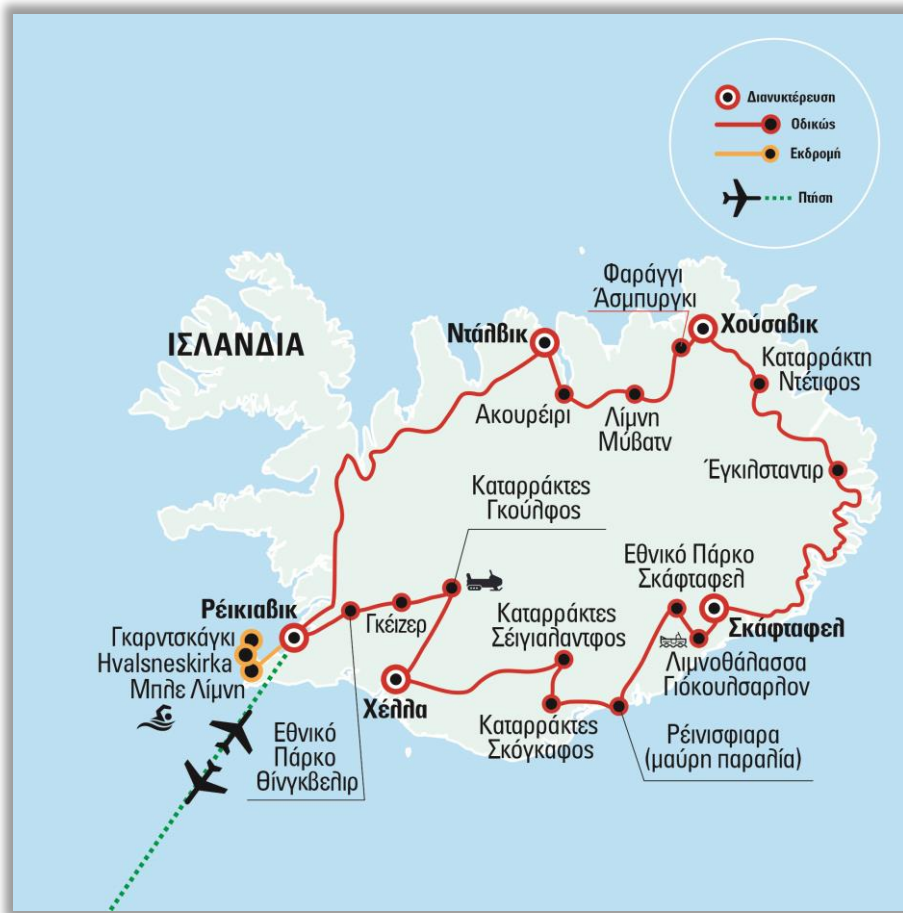 Διανυκτέρευση
Οδικώς
Εκδρομή
Πτήση
ΙΣΛΑΝΔΙΑ
Φαράγγι
Άσμπυργκι
Ντάλβικ
Χούσαβικ
Καταρράκτη
Ντέτιφος
Ακουρέιρι
Λίμνη
Μύβατν
Έγκιλσταντιρ
Καταρράκτες
Γκούλφος
Εθνικό Πάρκο
Σκάφταφελ
Ρέικιαβικ
Γκέιζερ
Καταρράκτες
Σέιγιαλαντφος
Σκάφταφελ
Γκαρντσκάγκι
Hvalsneskirka
Μπλε Λίμνη
Λιμνοθάλασσα
Γιόκουλσαρλον
Χέλλα
Εθνικό
Πάρκο
Θίνγκβελιρ
Καταρράκτες
Σκόγκαφος
Ρέινισφιαρα
(μαύρη παραλία)